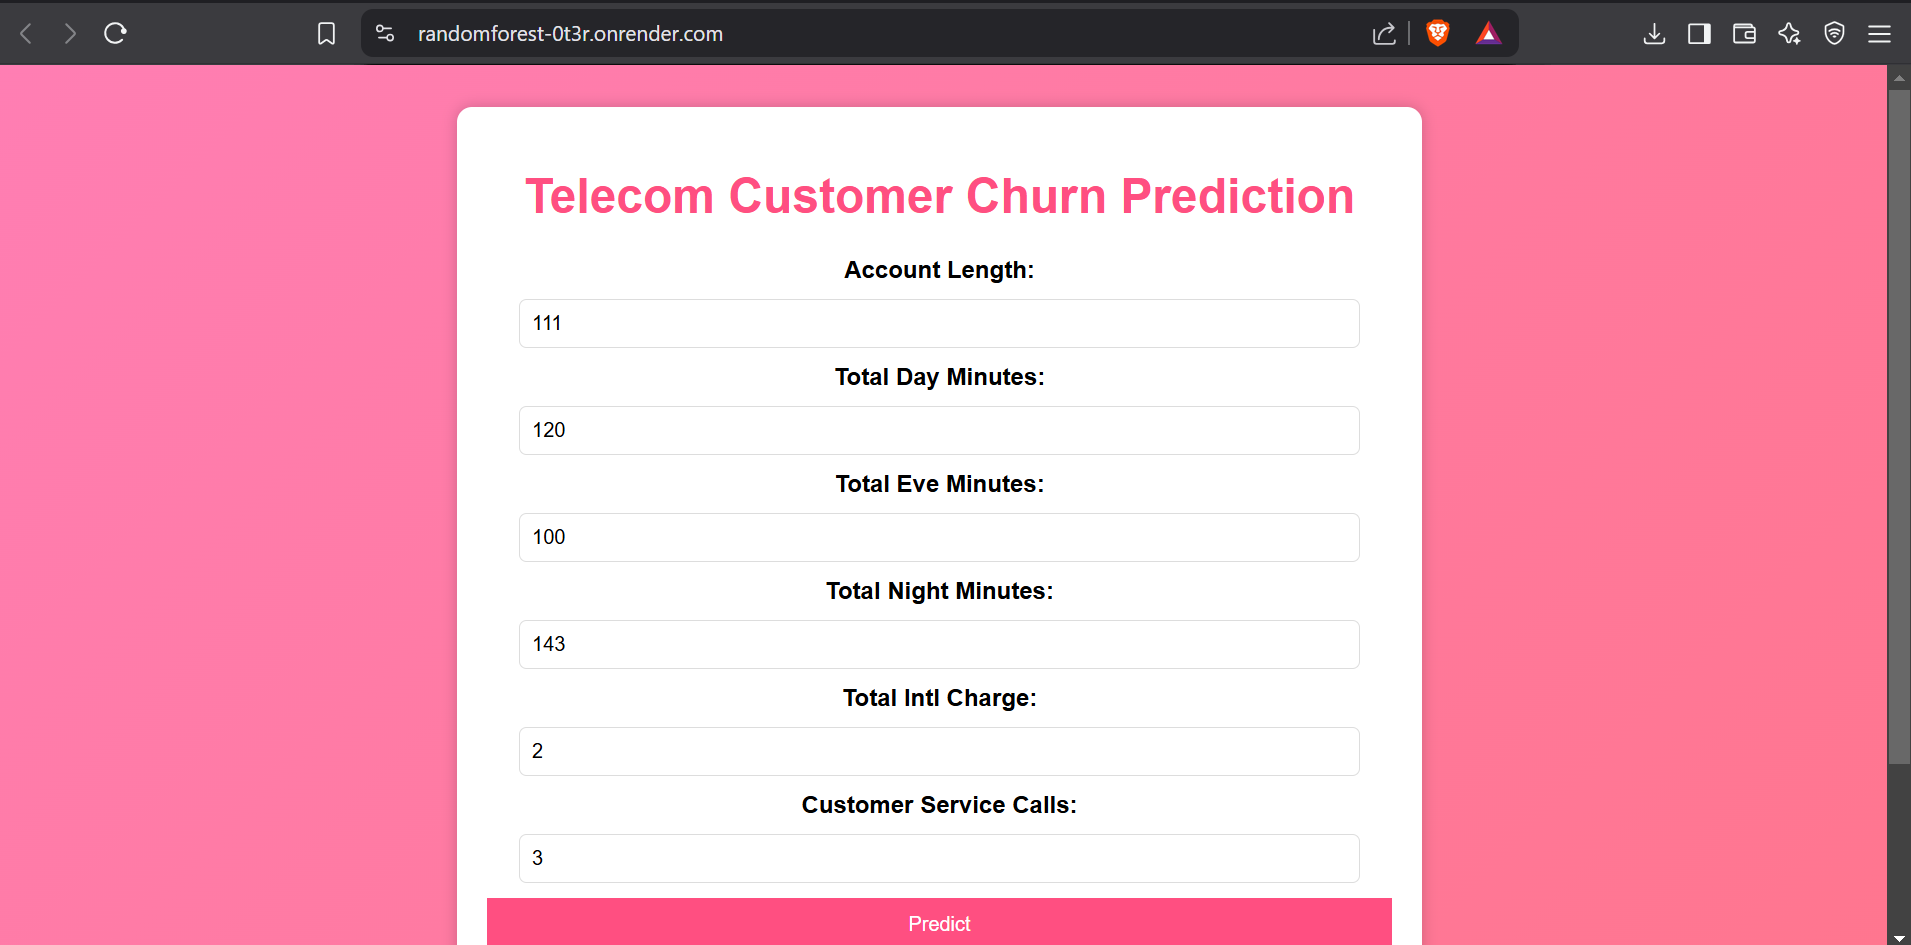 randomforest-0t3r.onrender.com
Telecom Customer Churn Prediction
Account Length:
111
Total Day Minutes:
120
Total Eve Minutes:
100
Total Night Minutes:
143
Total Intl Charge:
2
Customer Service Calls:
3
Predict